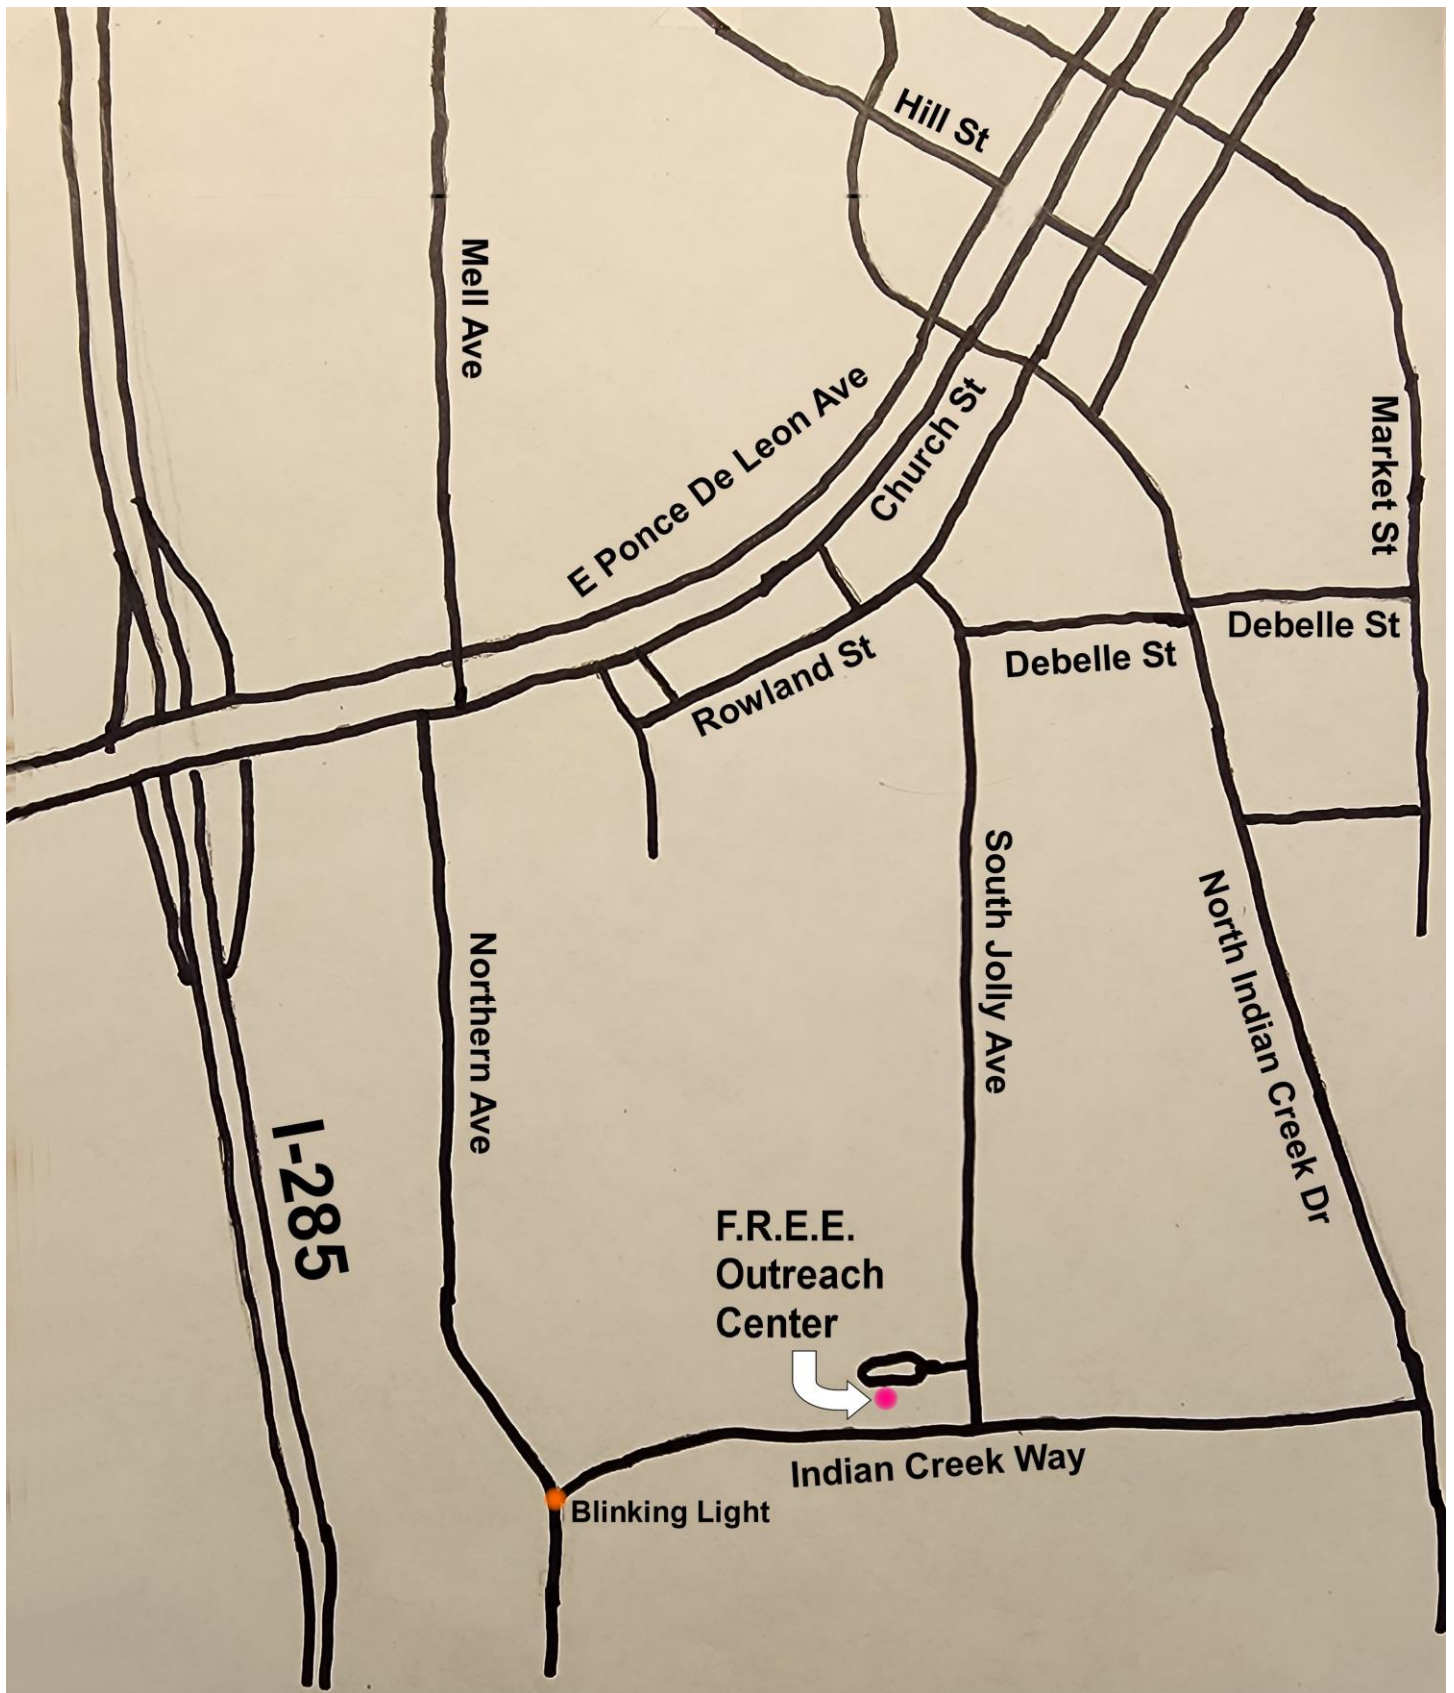 Hill St
Mell Ave
E Ponce De Leon Ave
Church St
Market St
Debelle St
Debelle St
Rowland St
South Jolly Ave
North Indian Creek Dr
Northern Ave
I-285
F.R.E.E.
Outreach
Center
Indian Creek Way
Blinking Light